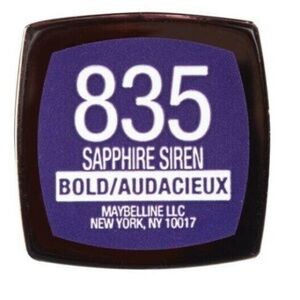 835
SAPPHIRE SIREN
BOLD/AUDACIEUX
MAYBELLINE LLC
NEW YORK, NY 10017